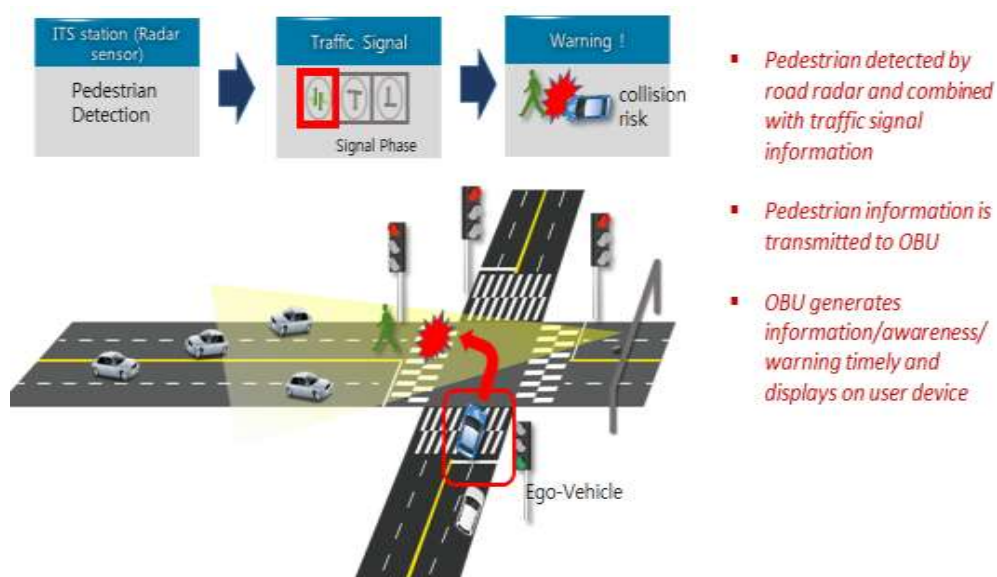 ITS station (Radar
sensor)
Pedestrian
Detection
Traffic Signal
Signal Phase
Warning !
collision
risk
▪ Pedestrian detected by
road radar and combined
with traffic signal
information
▪ Pedestrian information is
transmitted to OBU
▪ OBU generates
information/awareness/
warning timely and
displays on user device
Ego-Vehicle